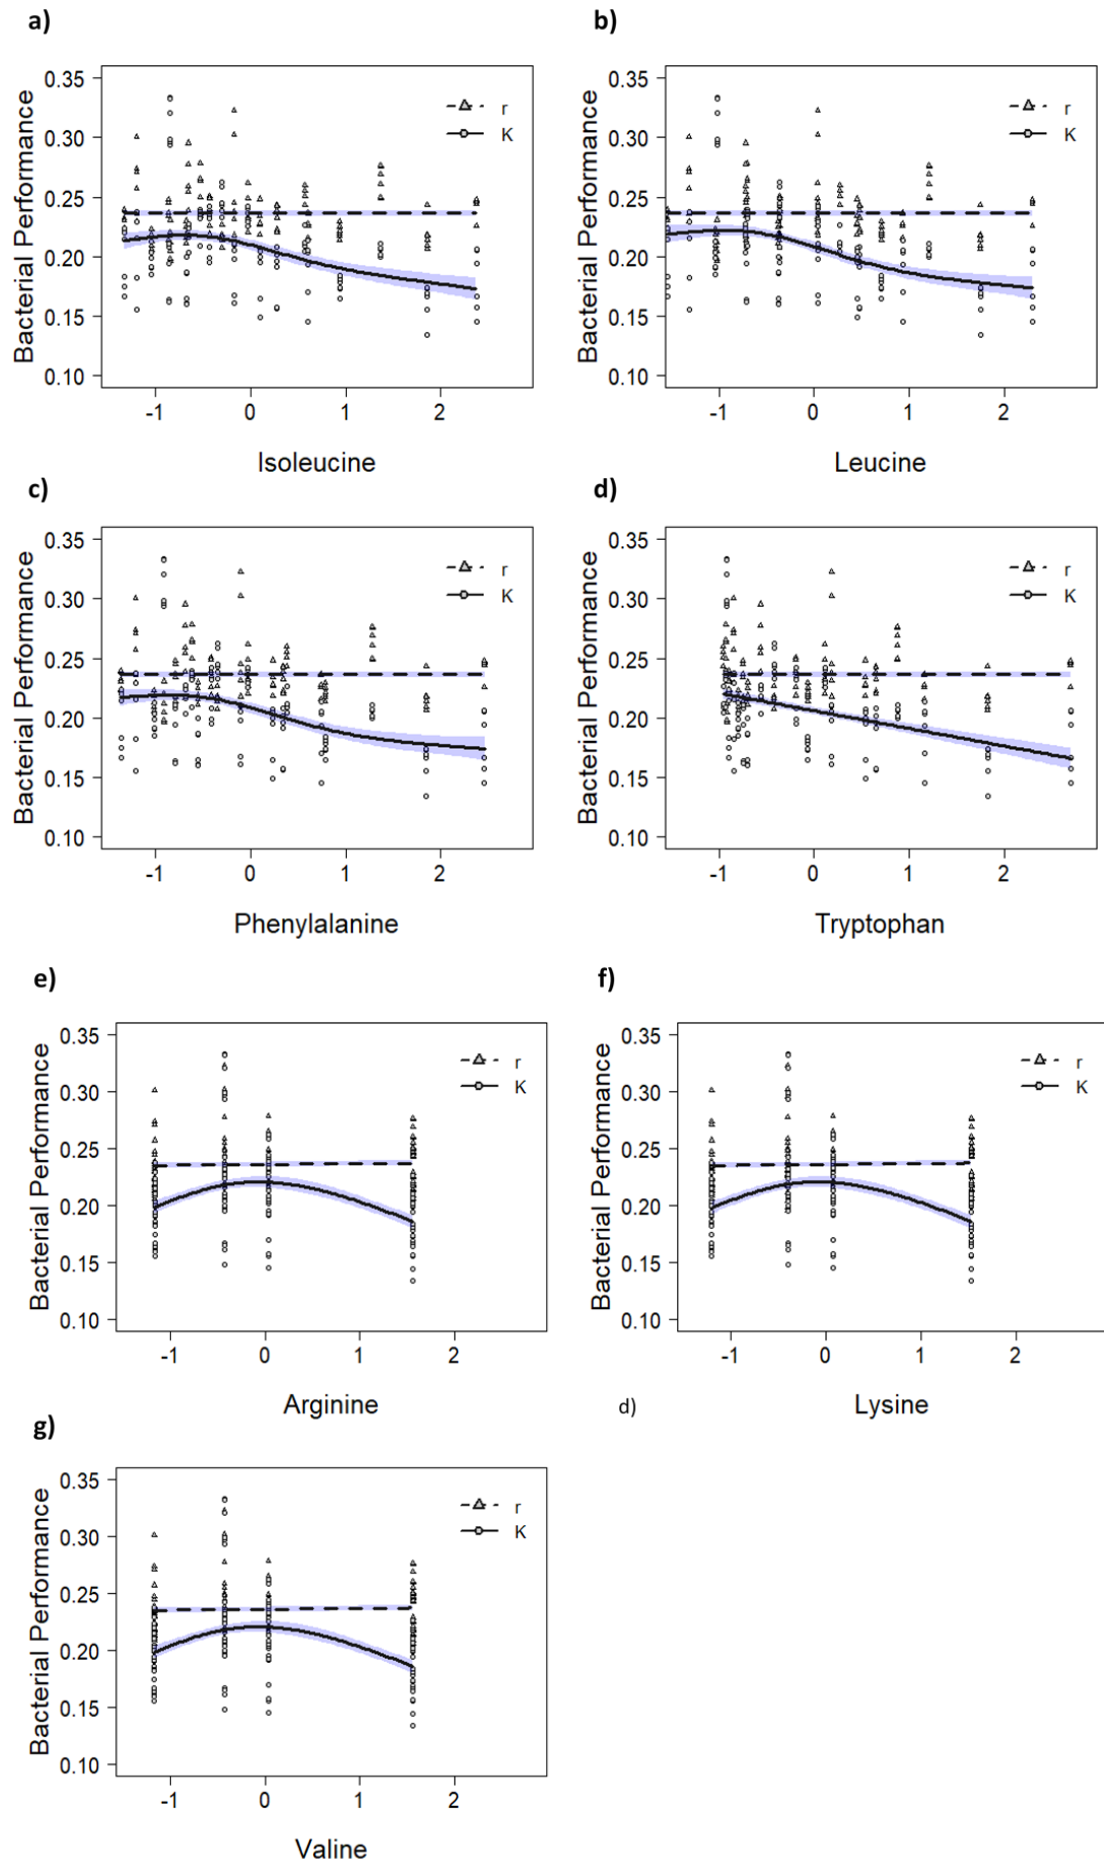 a)
Bacterial Performance
0.35
0.30
0.25
0.20
0.15
0.10
r
K
-1 0 1 2
Isoleucine
b)
Bacterial Performance
0.35
0.30
0.25
0.20
0.15
0.10
r
K
-1 0 1 2
Leucine
c)
Bacterial Performance
0.35
0.30
0.25
0.20
0.15
0.10
r
K
-1 0 1 2
Phenylalanine
d)
Bacterial Performance
0.35
0.30
0.25
0.20
0.15
0.10
r
K
-1 0 1 2
Tryptophan
e)
Bacterial Performance
0.35
0.30
0.25
0.20
0.15
0.10
r
K
-1 0 1 2
Arginine
f)
Bacterial Performance
0.35
0.30
0.25
0.20
0.15
0.10
r
K
-1 0 1 2
d)
Lysine
g)
Bacterial Performance
0.35
0.30
0.25
0.20
0.15
0.10
r
K
-1 0 1 2
Valine